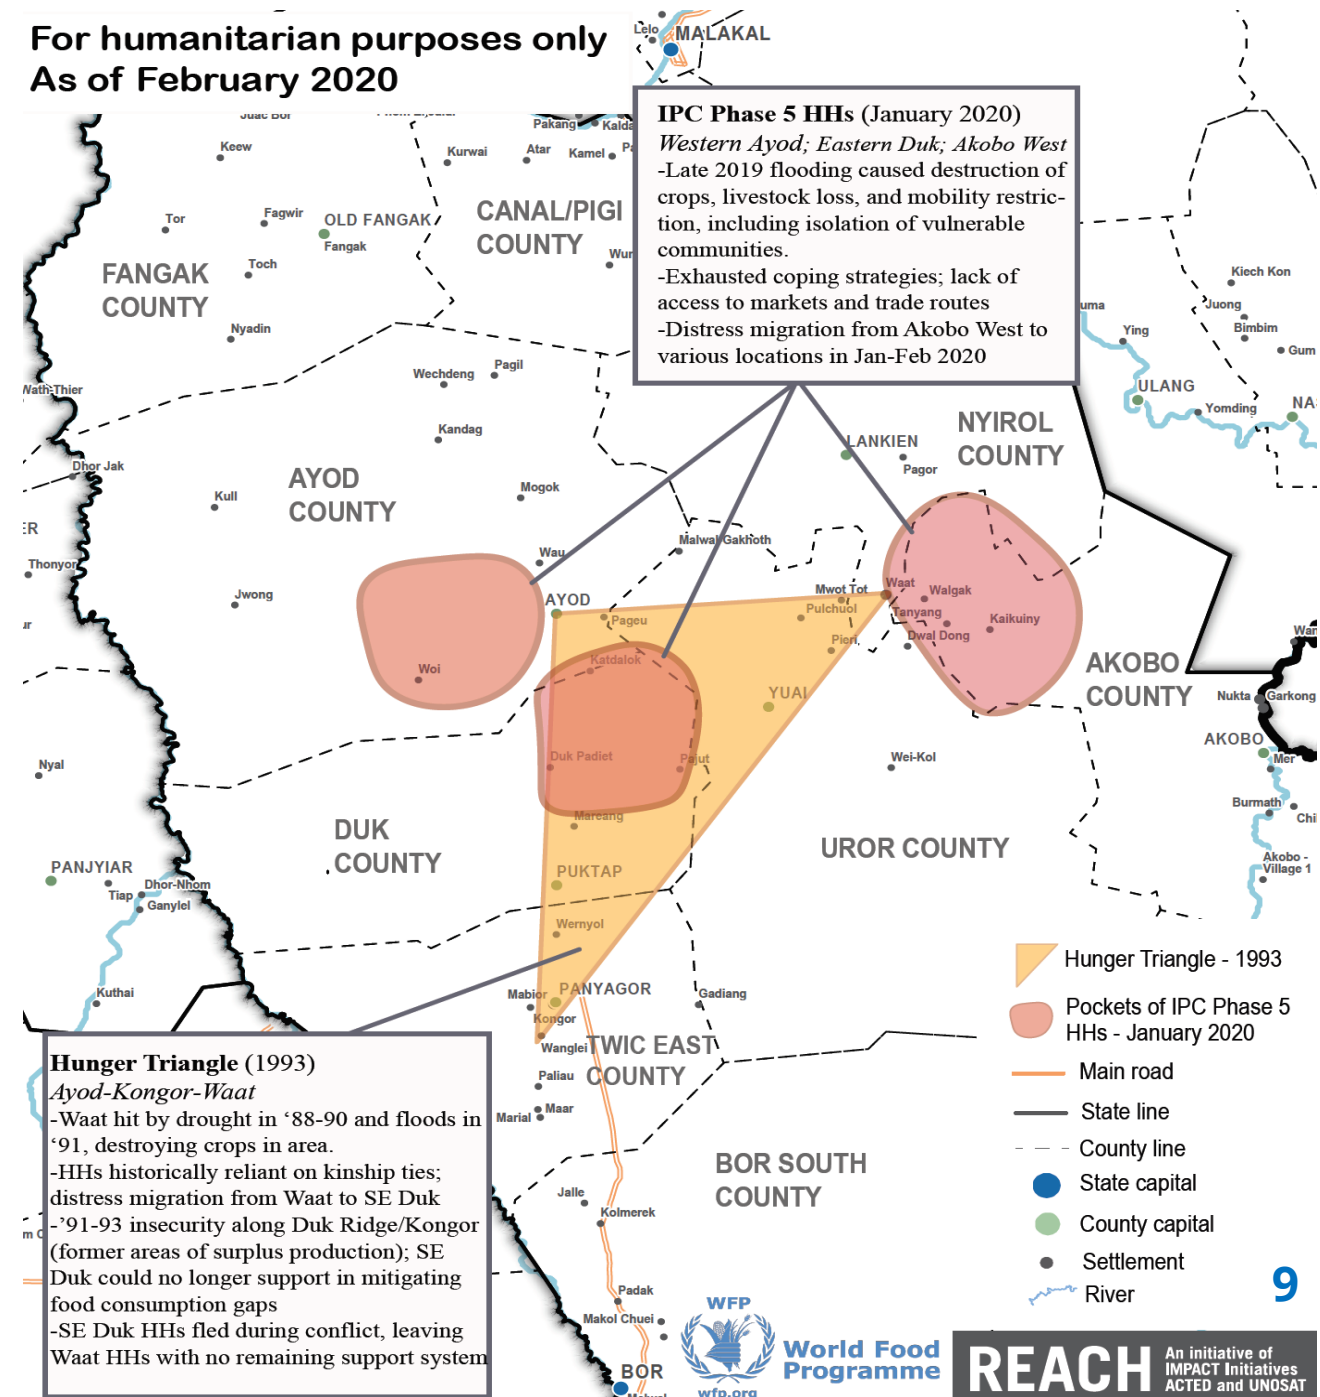 For humanitarian purposes only
As of February 2020
Lelo
MALAKAL
IPC Phase 5 HHs (January 2020)
Western Ayod; Eastern Duk; Akobo West
-Late 2019 flooding caused destruction of
crops, livestock loss, and mobility restric-
tion, including isolation of vulnerable
communities.
-Exhausted coping strategies; lack of
access to markets and trade routes
-Distress migration from Akobo West to
various locations in Jan-Feb 2020
Juac Bor
Pakang
Kalda
Keew
Kurwai
Atar
Kamel
Pa
Tor
Fagwir
OLD FANGAK
Fangak
CANAL/PIGI
COUNTY
Wur
Toch
FANGAK
COUNTY
Nyadin
Kiech Kon
uma
Juong
Ying
Bimbim
Gum
Wechdeng
Pagil
Wath-Thier
ULANG
Yomding
NAS
Kandag
LANKIEN
Pagor
NYIROL
COUNTY
Dhor Jak
AYOD
COUNTY
Kull
Mogok
ER
Malwal Gakhoth
Wau
Thonyor
Jwong
AYOD
Pageu
Mwot Tot
Pulchuol
Waat
Walgak
Tanyang
Kaikuiny
Dwal Dong
Pieri
ur
Woi
Katdalok
YUAI
AKOBO
COUNTY
Wan
Nukta
Garkong
AKOBO
Mer
Nyal
Duk Padiet
Pajut
Wei-Kol
Burmath
Chi
Mareang
DUK
COUNTY
UROR COUNTY
PANJYIAR
Tiap
Dhor-Nhom
Ganylel
PUKTAP
Akobo -
Village 1
Wernyol
Kuthai
Mabior
PANYAGOR
Gadiang
Kongor
Wanglei
TWIC EAST
COUNTY
Paliau
Maar
Marial
Hunger Triangle - 1993
Pockets of IPC Phase 5
HHs - January 2020
Main road
State line
County line
State capital
County capital
Settlement
River
9
Hunger Triangle (1993)
Ayod-Kongor-Waat
-Waat hit by drought in ‘88-90 and floods in
‘91, destroying crops in area.
-HHs historically reliant on kinship ties;
distress migration from Waat to SE Duk
-’91-93 insecurity along Duk Ridge/Kongor
(former areas of surplus production); SE
Duk could no longer support in mitigating
food consumption gaps
-SE Duk HHs fled during conflict, leaving
Waat HHs with no remaining support system
m C
BOR SOUTH
COUNTY
Jalle
Kolmerek
Padak
Makol Chuei
BOR
WFP
wfp.org
World Food
Programme
REACH
An initiative of
IMPACT Initiatives
ACTED and UNOSAT